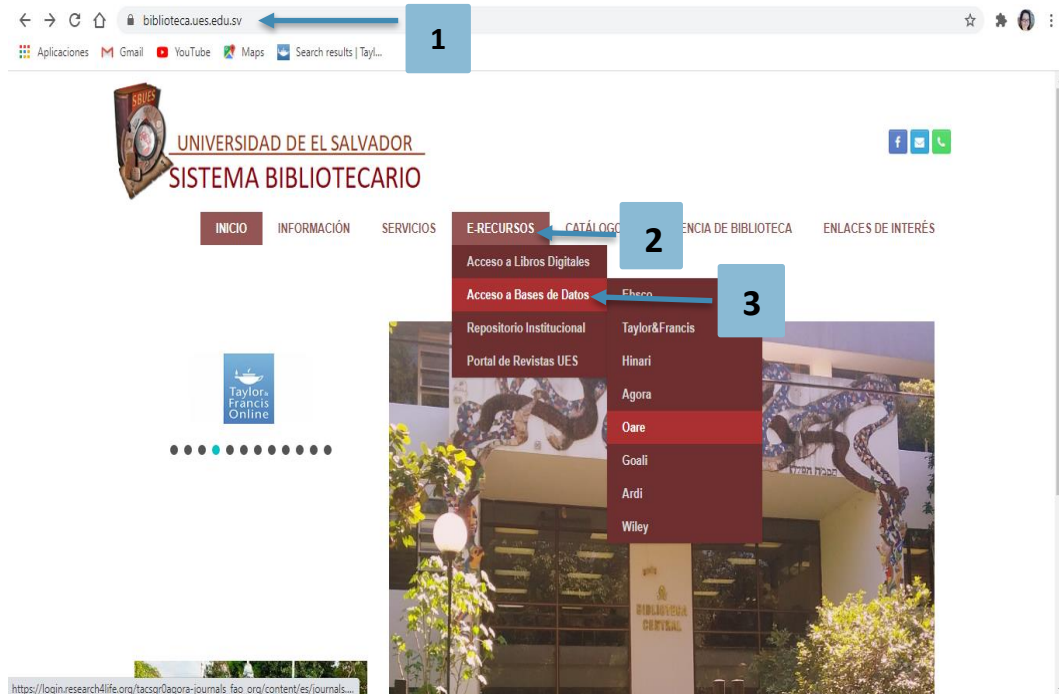 biblioteca.ues.edu.sv
1
Aplicaciones Gmail YouTube Maps Search results | Tayl...
SBUES
UNIVERSIDAD DE EL SALVADOR
SISTEMA BIBLIOTECARIO
INICIO INFORMACIÓN SERVICIOS E-RECURSOS CATÁLOGO ENCIA DE BIBLIOTECA ENLACES DE INTERÉS
2
Acceso a Libros Digitales
Acceso a Bases de Datos
Repositorio Institucional
Portal de Revistas UES
3
Ebsco
Taylor&Francis
Hinari
Agora
Oare
Goali
Ardi
Wiley
Taylor &
Francis
Online
BIBLIOTECA
CENTRAL
https://login.research4life.org/tacsgr0agora-journals_fao_org/content/es/journals....